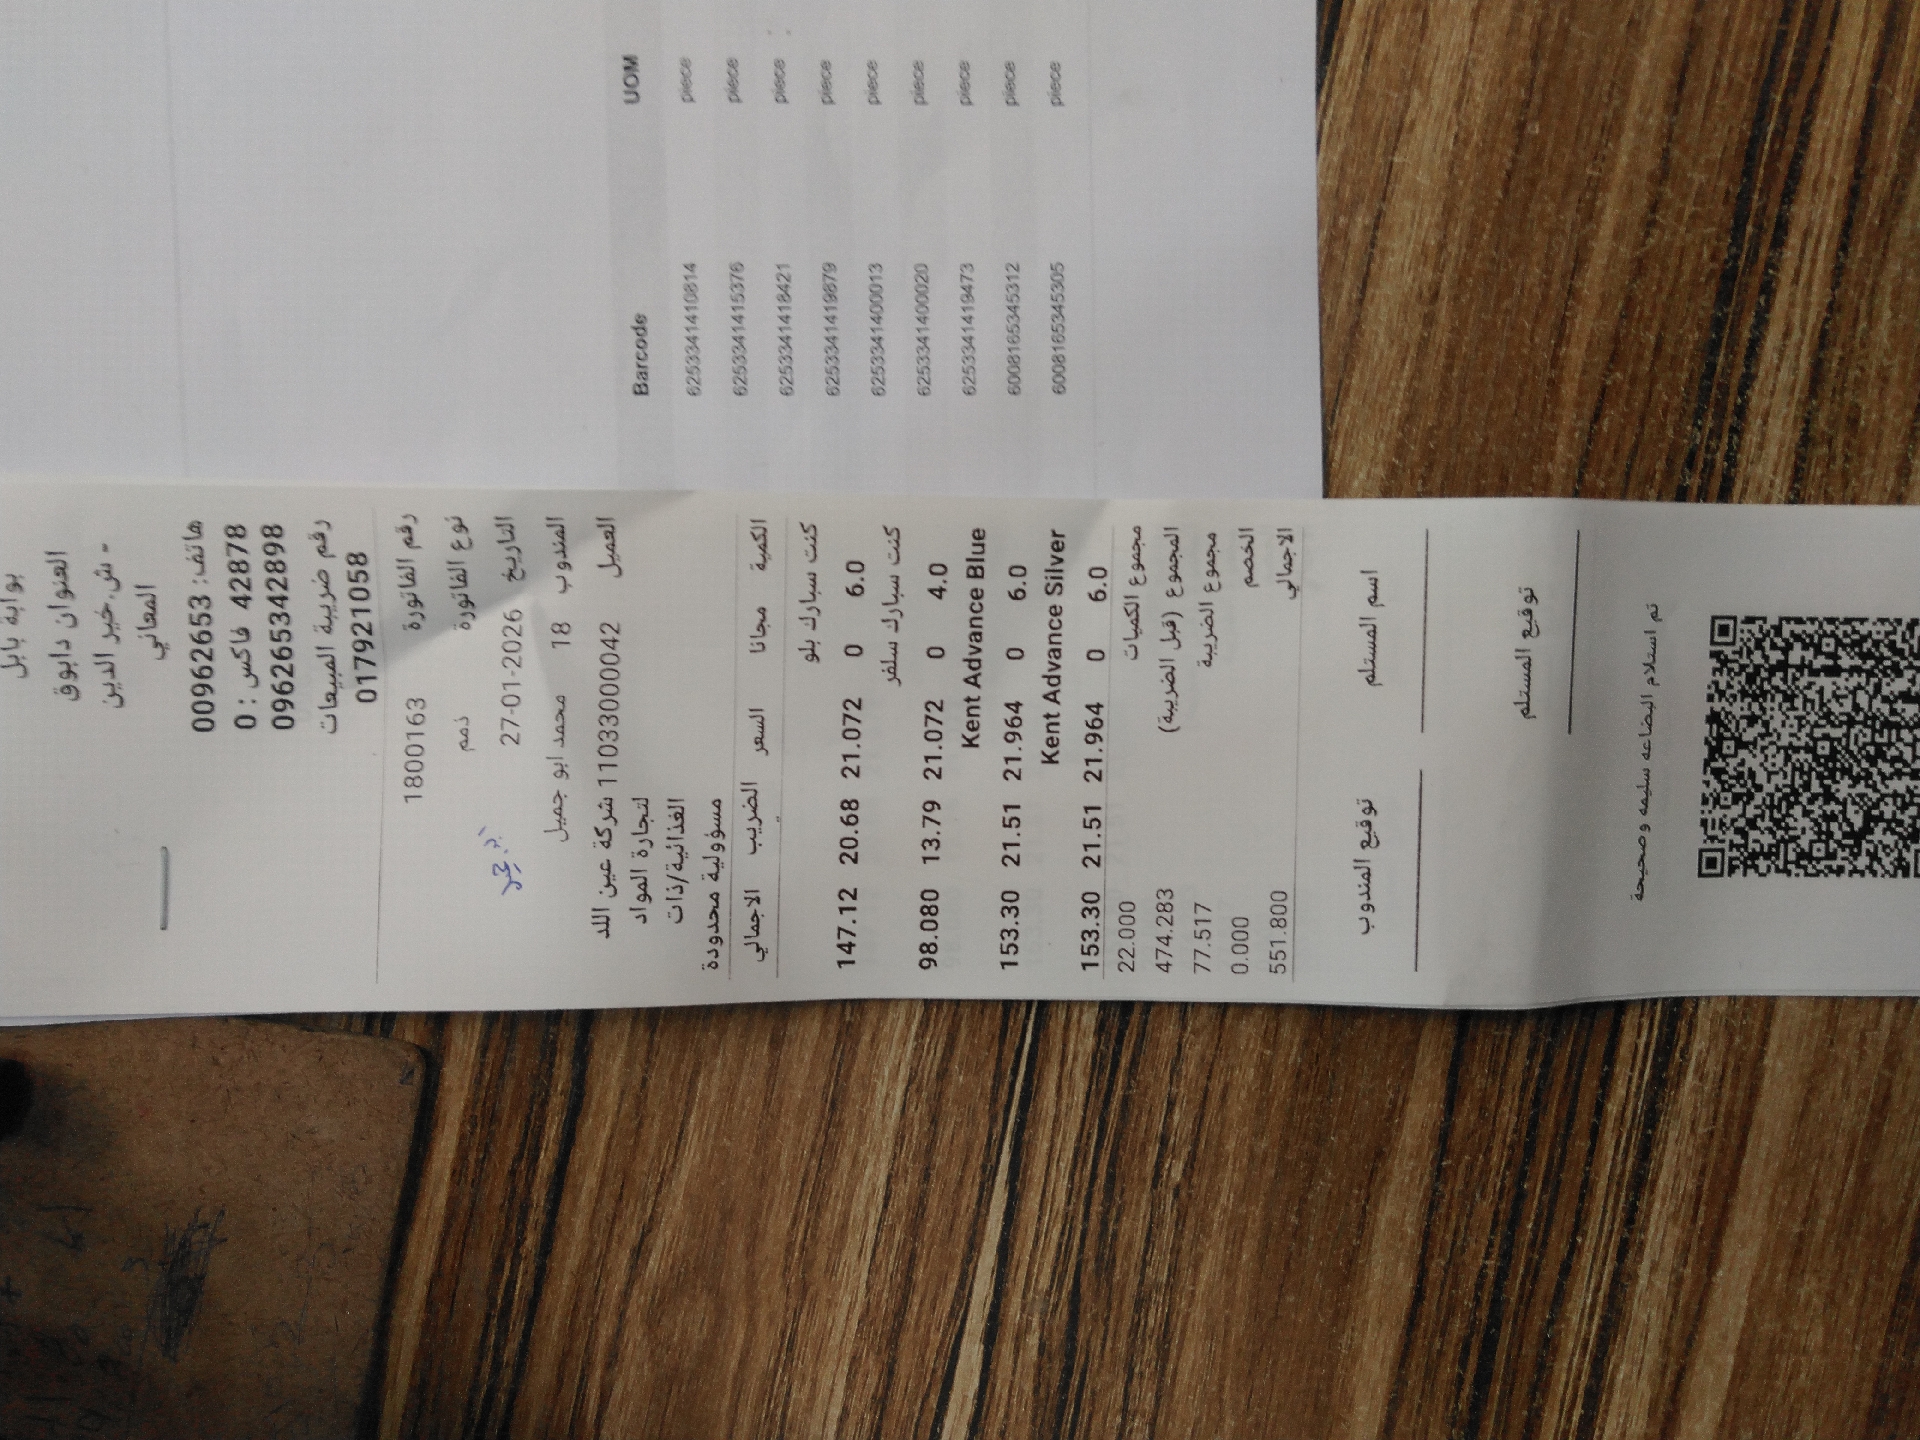 بوابة بابل
العنوان دابوق
- ش.خير الدين
المعاني
هاتف: 00962653
42878 فاكس : 0
096265342898
رقم ضريبة المبيعات
017921058
رقم الفاتورة 1800163
نوع الفاتورة ذمم
التاريخ 27-01-2026
المندوب 18 محمد ابو جميل
العميل 1103300042 شركة عين اللد
لتجارة المواد
الغذائية/ذات
مسؤولية محدودة
الكمية مجانا السعر الضريب الاجمالي
كنت سبارك بلو
6.0 0 21.072 20.68 147.12
كنت سبارك سلفر
4.0 0 21.072 13.79 98.080
Kent Advance Blue
6.0 0 21.964 21.51 153.30
Kent Advance Silver
6.0 0 21.964 21.51 153.30
مجموع الكميات 22.000
المجموع (قبل الضريبة) 474.283
مجموع الضريبة 77.517
الخصم 0.000
الاجمالي 551.800
اسم المستلم توقيع المندوب
توقيع المستلم
تم استلام البضاعه سليمه وصحيحة
Barcode UOM
6253341410814 piece
6253341415376 piece
6253341418421 piece
6253341419879 piece
6253341400013 piece
6253341400020 piece
6253341419473 piece
6008165345312 piece
6008165345305 piece